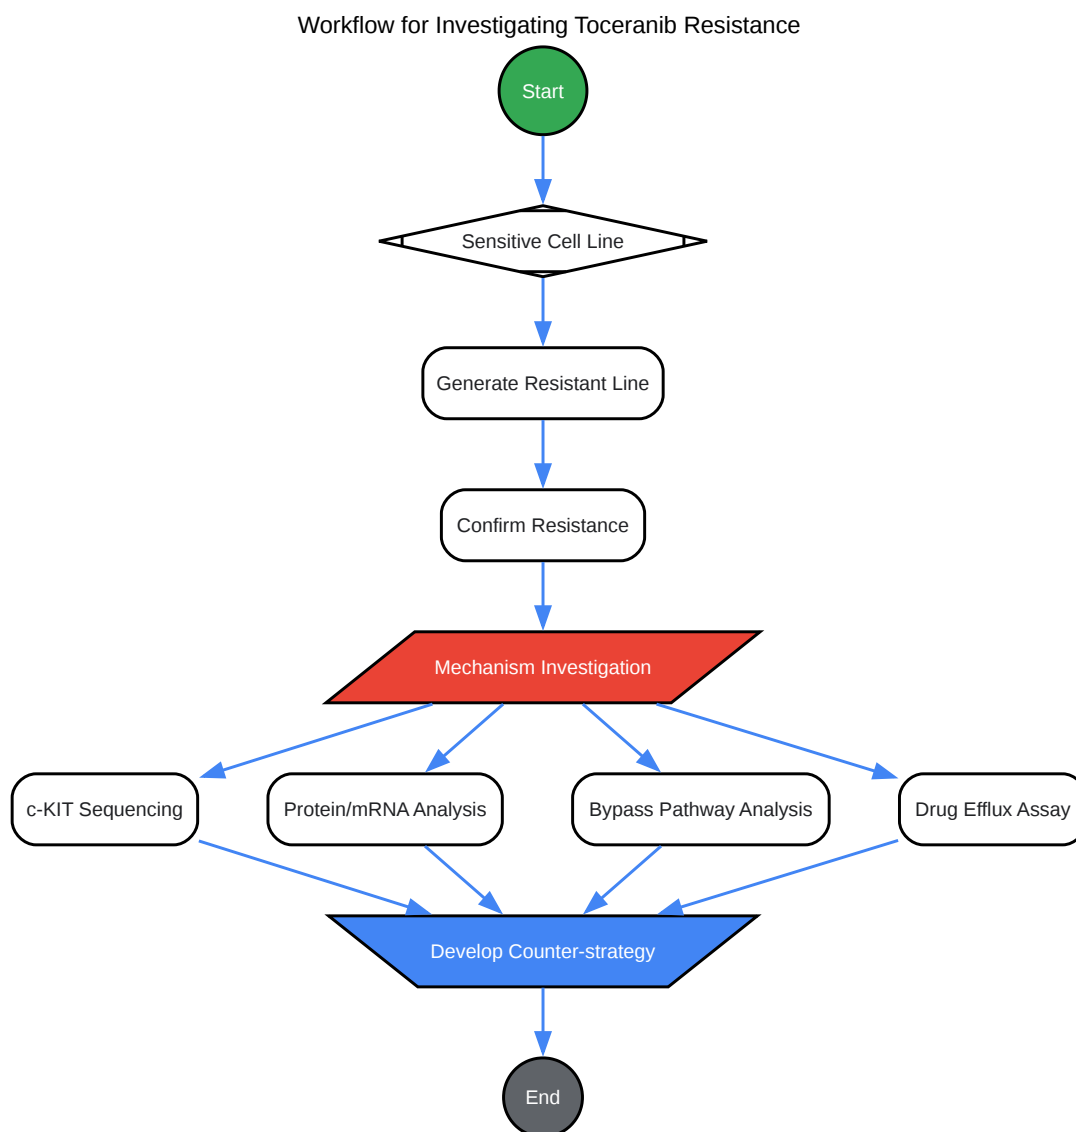 Workflow for Investigating Toceranib Resistance
Start
Sensitive Cell Line
Generate Resistant Line
Confirm Resistance
Mechanism Investigation
c-KIT Sequencing
Protein/mRNA Analysis
Bypass Pathway Analysis
Drug Efflux Assay
Develop Counter-strategy
End